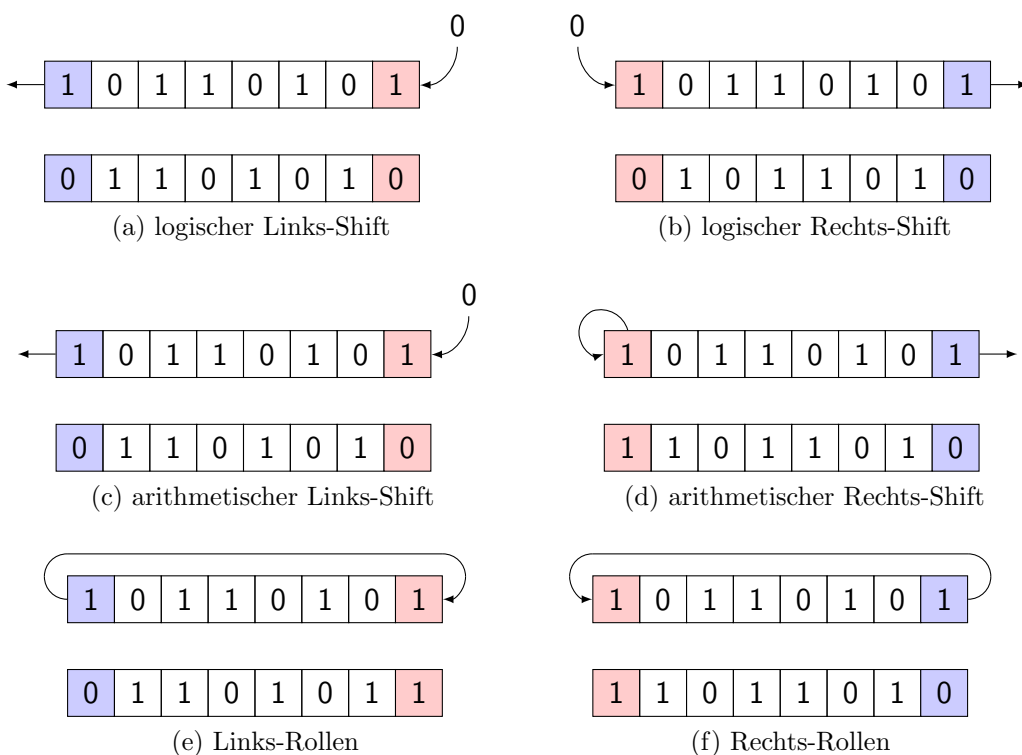 0 0
1 0 1 1 0 1 0 1 1 0 1 1 0 1 0 1
0 1 1 0 1 0 1 0 0 1 0 1 1 0 1 0
(a) logischer Links-Shift (b) logischer Rechts-Shift
0
1 0 1 1 0 1 0 1 1 0 1 1 0 1 0 1
0 1 1 0 1 0 1 0 1 1 0 1 1 0 1 0
(c) arithmetischer Links-Shift (d) arithmetischer Rechts-Shift
1 0 1 1 0 1 0 1 1 0 1 1 0 1 0 1
0 1 1 0 1 0 1 1 1 1 0 1 1 0 1 0
(e) Links-Rollen (f) Rechts-Rollen